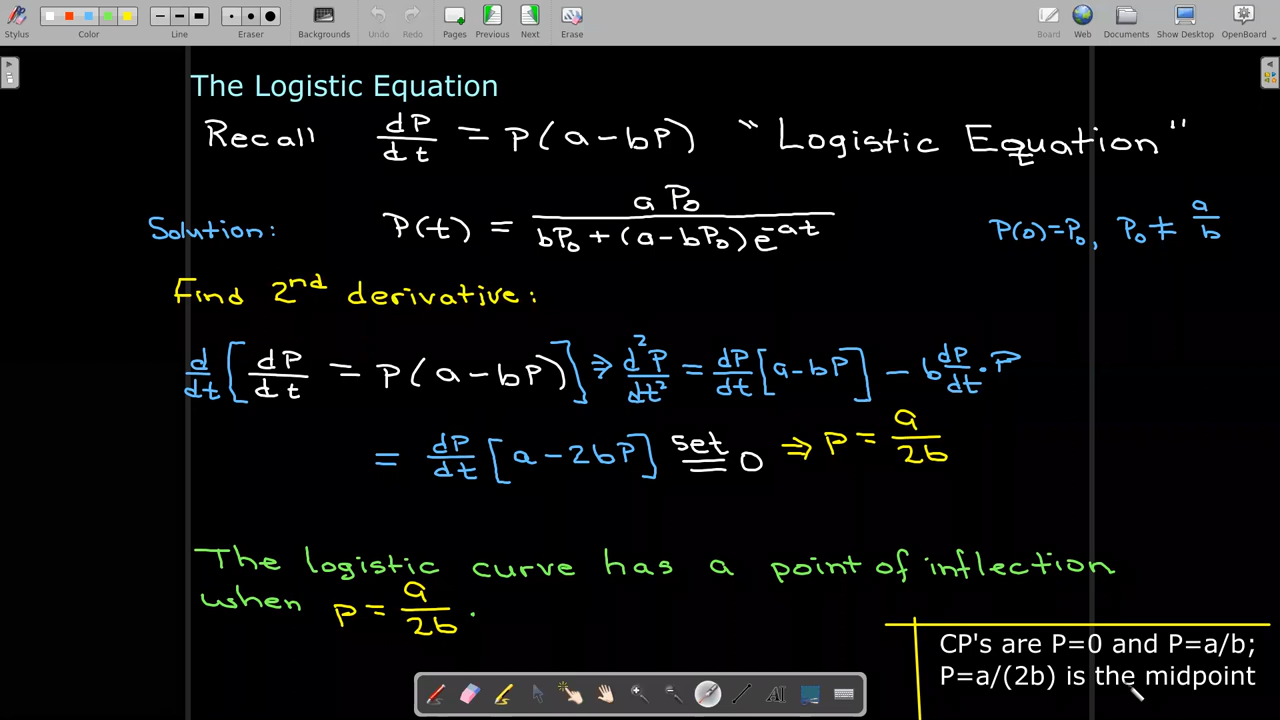 Stylus Color Line Eraser Backgrounds Undo Redo Pages Previous Next Erase Board Web Documents Show Desktop OpenBoard
The Logistic Equation
Recall dP/dt = P(a-bP) "Logistic Equation"
Solution: P(t) = aP₀/(bP₀+(a-bP₀)e^-at) P(0)=P₀, P₀≠ a/b
Find 2nd derivative:
d/dt[dP/dt = P(a-bP)] ⇒ d²P/dt² = dP/dt[a-bP] - b dP/dt·P
= dP/dt[a-2bP] set= 0 ⇒ P = a/2b
The logistic curve has a point of inflection
when P = a/2b.
CP's are P=0 and P=a/b;
P=a/(2b) is the midpoint
AI